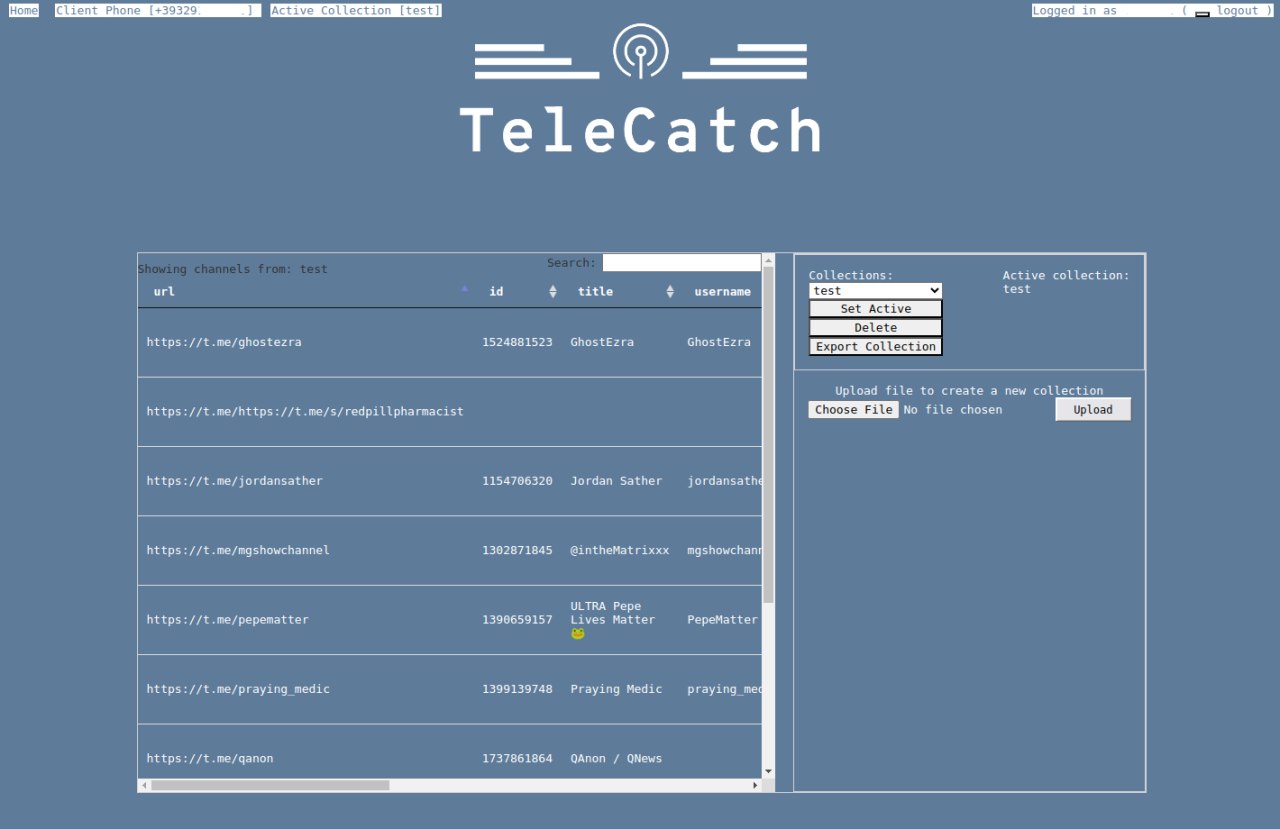 Home Client Phone [+39329. .] Active Collection [test] Logged in as . ( logout )
TeleCatch
Showing channels from: test
Search:
url id title username
https://t.me/ghostezra 1524881523 GhostEzra GhostEzra
https://t.me/https://t.me/s/redpillpharmacist
https://t.me/jordansather 1154706320 Jordan Sather jordansathe
https://t.me/mgshowchannel 1302871845 @intheMatrixxx mgshowchann
https://t.me/pepematter 1390659157 ULTRA Pepe
Lives Matter
🐸 PepeMatter
https://t.me/praying_medic 1399139748 Praying Medic praying_med
https://t.me/qanon 1737861864 QAnon / QNews
Collections:
test
Set Active
Delete
Export Collection
Active collection:
test
Upload file to create a new collection
Choose File No file chosen Upload